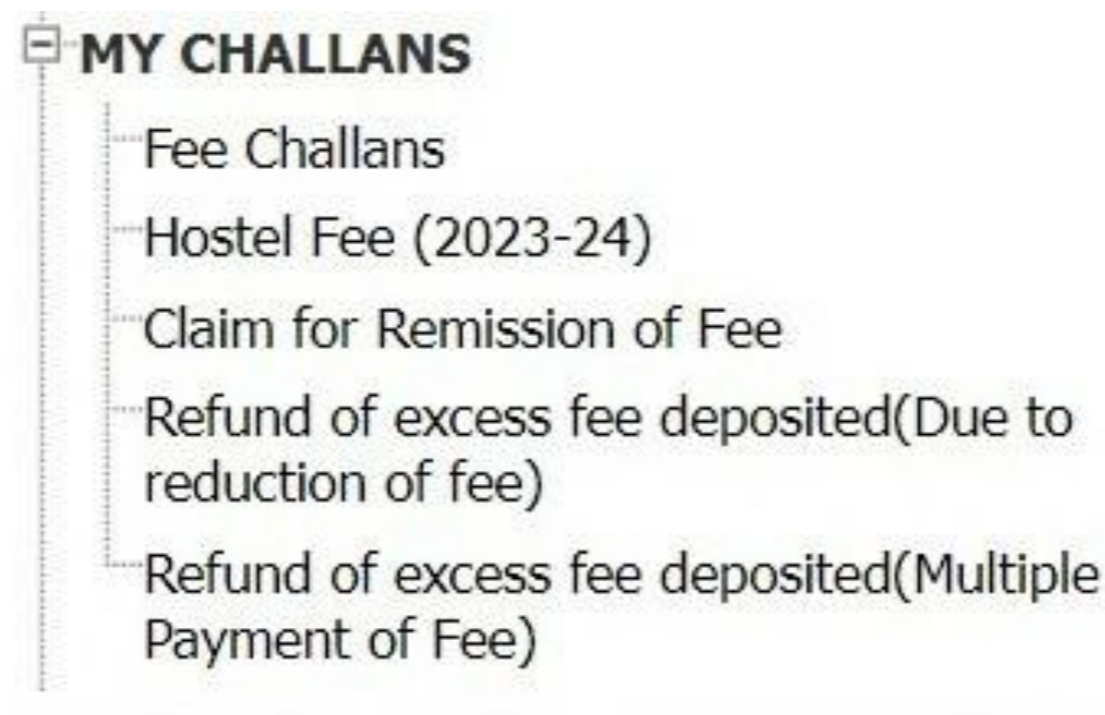 MY CHALLANS
Fee Challans
Hostel Fee (2023-24)
Claim for Remission of Fee
Refund of excess fee deposited(Due to
reduction of fee)
Refund of excess fee deposited(Multiple
Payment of Fee)